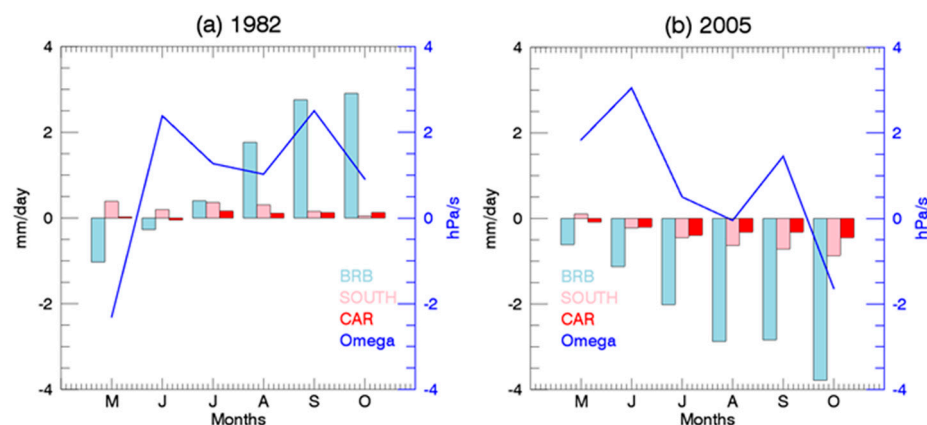 (a) 1982
4
2
0
-2
-4
mm/day
4
2
0
-2
-4
hPa/s
BRB
SOUTH
CAR
Omega
M J J A S O
Months
(b) 2005
4
2
0
-2
-4
mm/day
4
2
0
-2
-4
hPa/s
BRB
SOUTH
CAR
Omega
M J J A S O
Months